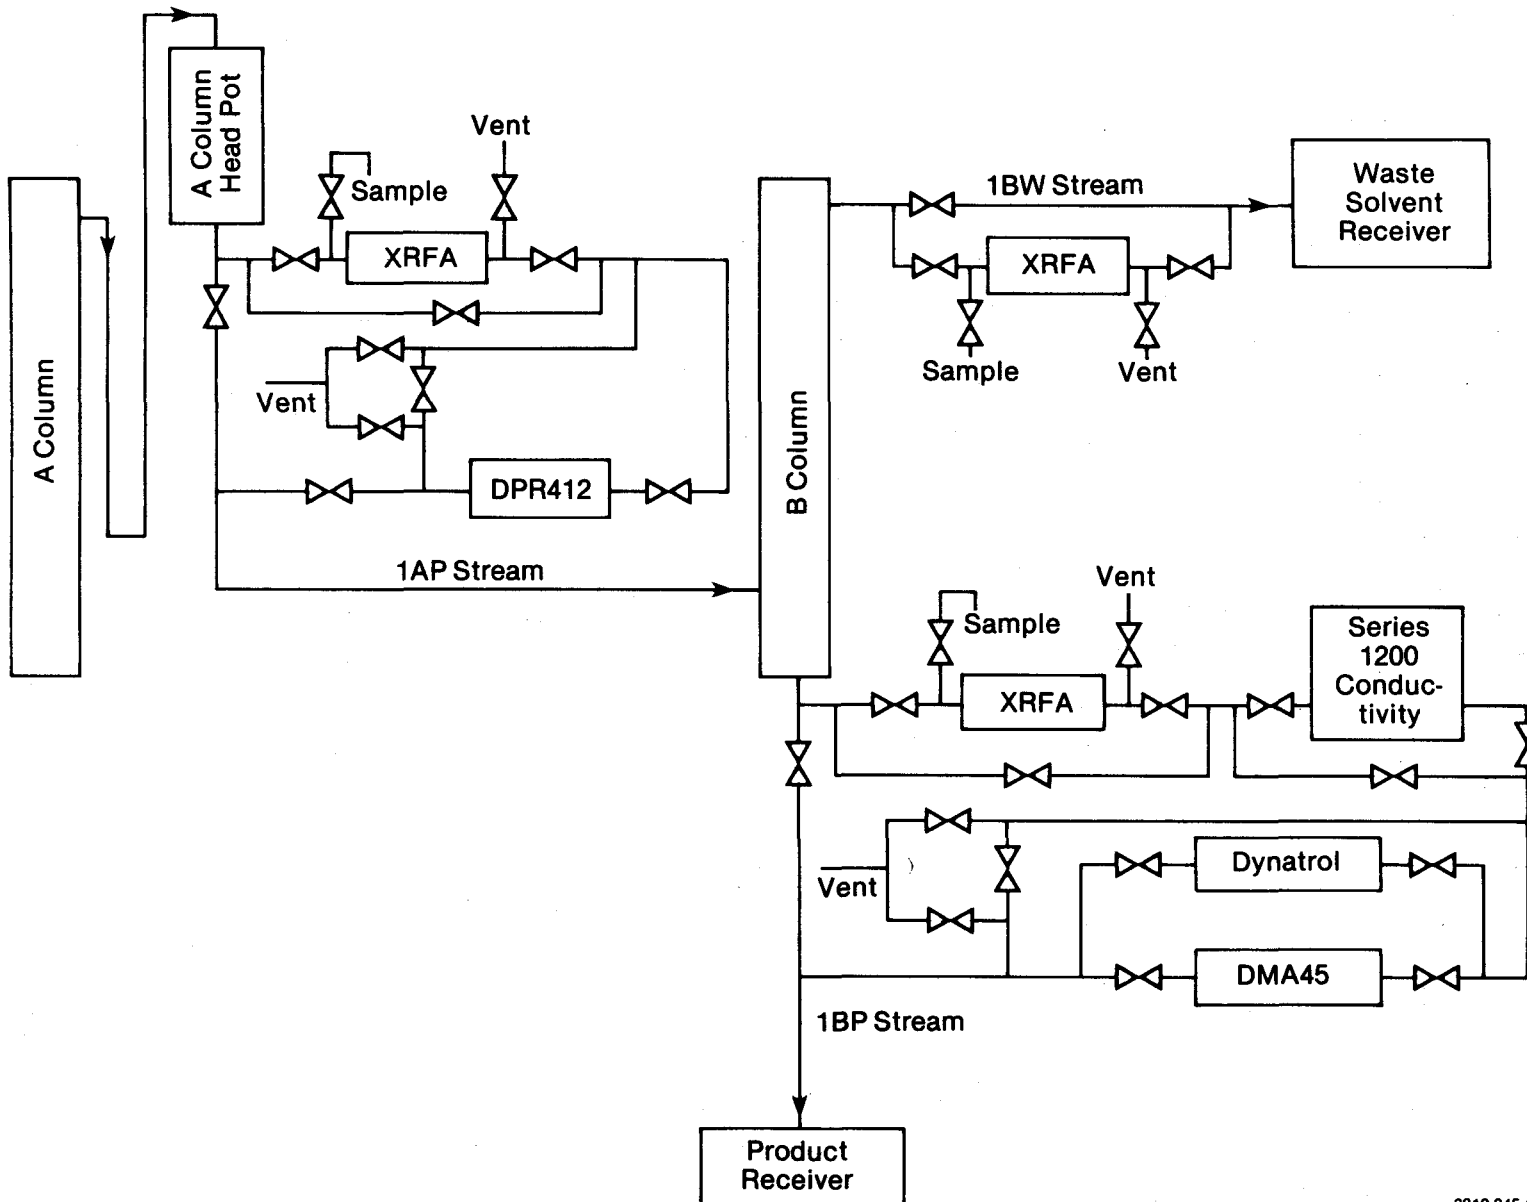 A Column
Head Pot
Vent
Sample
XRFA
1BW Stream
Waste
Solvent
Receiver
XRFA
Sample
Vent
A Column
Vent
B Column
DPR412
1AP Stream
Vent
Sample
Series
1200
Conduc-
tivity
XRFA
Vent
Dynatrol
DMA45
1BP Stream
Product
Receiver